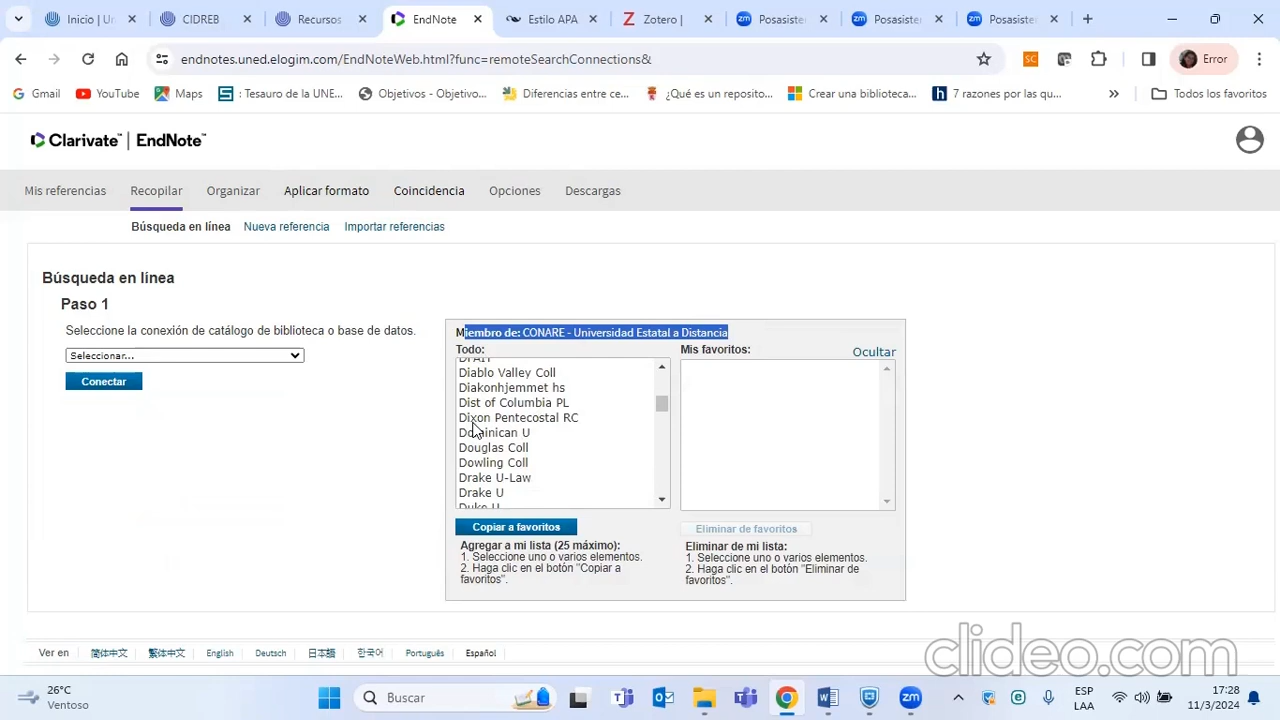 Inicio | U
CIDREB
Recursos
EndNote
Estilo APA
Zotero |
Posasiste
Posasiste
Posasiste
endnotes.uned.elogim.com/EndNoteWeb.html?func=remoteSearchConnections&
Error
Gmail
YouTube
Maps
: Tesauro de la UNE...
Objetivos - Objetivo...
Diferencias entre ce...
¿Qué es un reposito...
Crear una biblioteca...
7 razones por las qu...
Todos los favoritos
Clarivate™ | EndNote™
Mis referencias
Recopilar
Organizar
Aplicar formato
Coincidencia
Opciones
Descargas
Búsqueda en línea
Nueva referencia
Importar referencias
Búsqueda en línea
Paso 1
Seleccione la conexión de catálogo de biblioteca o base de datos.
Seleccionar...
Conectar
Miembro de: CONARE - Universidad Estatal a Distancia
Todo:
Diablo Valley Coll
Diakonhjemmet hs
Dist of Columbia PL
Dixon Pentecostal RC
Dominican U
Douglas Coll
Dowling Coll
Drake U-Law
Drake U
Duke U
Copiar a favoritos
Agregar a mi lista (25 máximo):
1. Seleccione uno o varios elementos.
2. Haga clic en el botón "Copiar a
favoritos".
Mis favoritos:
Ocultar
Eliminar de favoritos
Eliminar de mi lista:
1. Seleccione uno o varios elementos.
2. Haga clic en el botón "Eliminar de
favoritos".
Ver en
简体中文
繁体中文
English
Deutsch
日本語
한국어
Português
Español
clideo.com
26°C
Ventoso
Buscar
ESP
LAA
17:28
11/3/2024